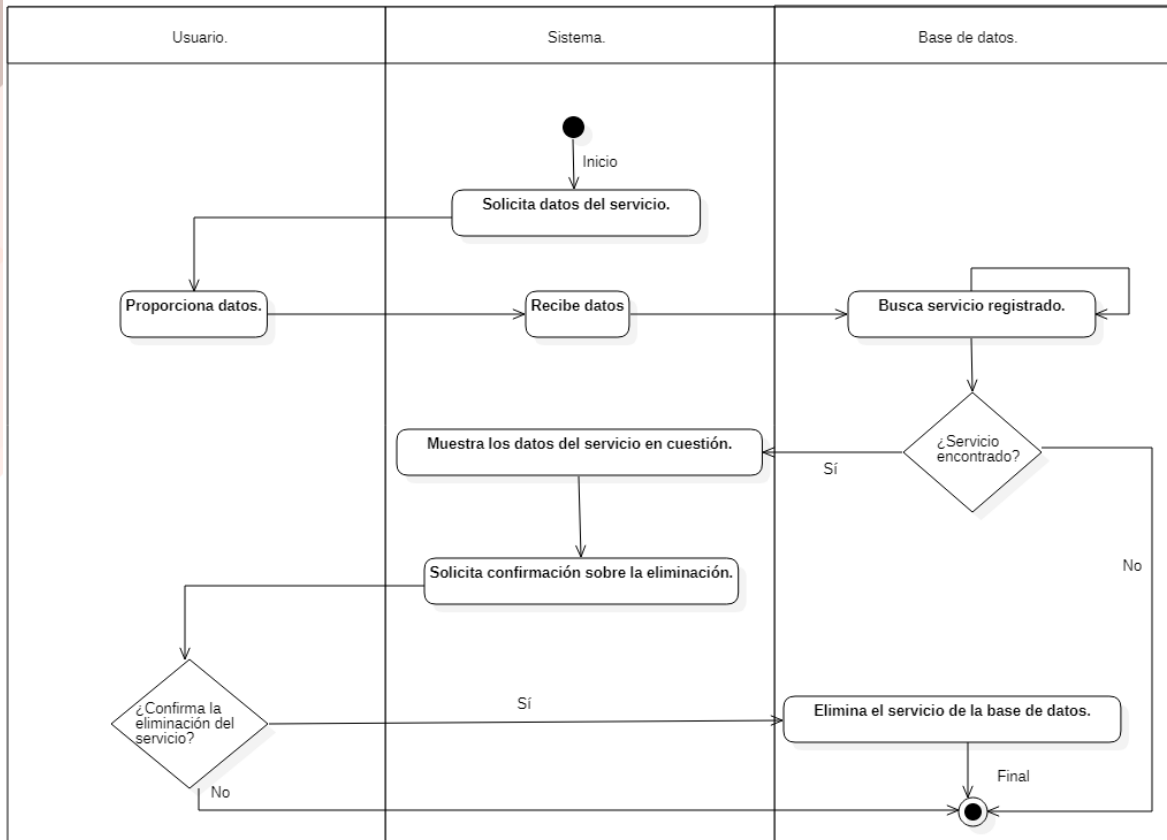 Usuario.
Sistema.
Base de datos.
Inicio
Solicita datos del servicio.
Proporciona datos.
Recibe datos
Busca servicio registrado.
¿Servicio
encontrado?
Muestra los datos del servicio en cuestión.
Sí
No
Solicita confirmación sobre la eliminación.
¿Confirma la
eliminación del
servicio?
Sí
Elimina el servicio de la base de datos.
No
Final